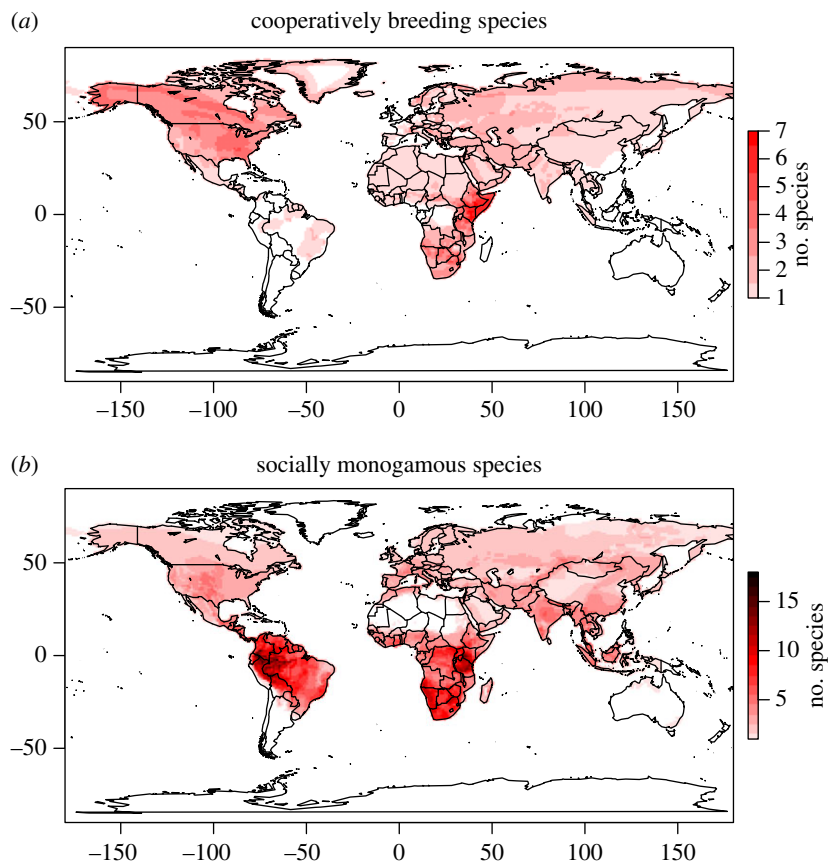 (a) cooperatively breeding species
50
0
−50
−150 −100 −50 0 50 100 150
7
6
5
4
3
2
1
no. species
(b) socially monogamous species
50
0
−50
−150 −100 −50 0 50 100 150
15
10
5
no. species